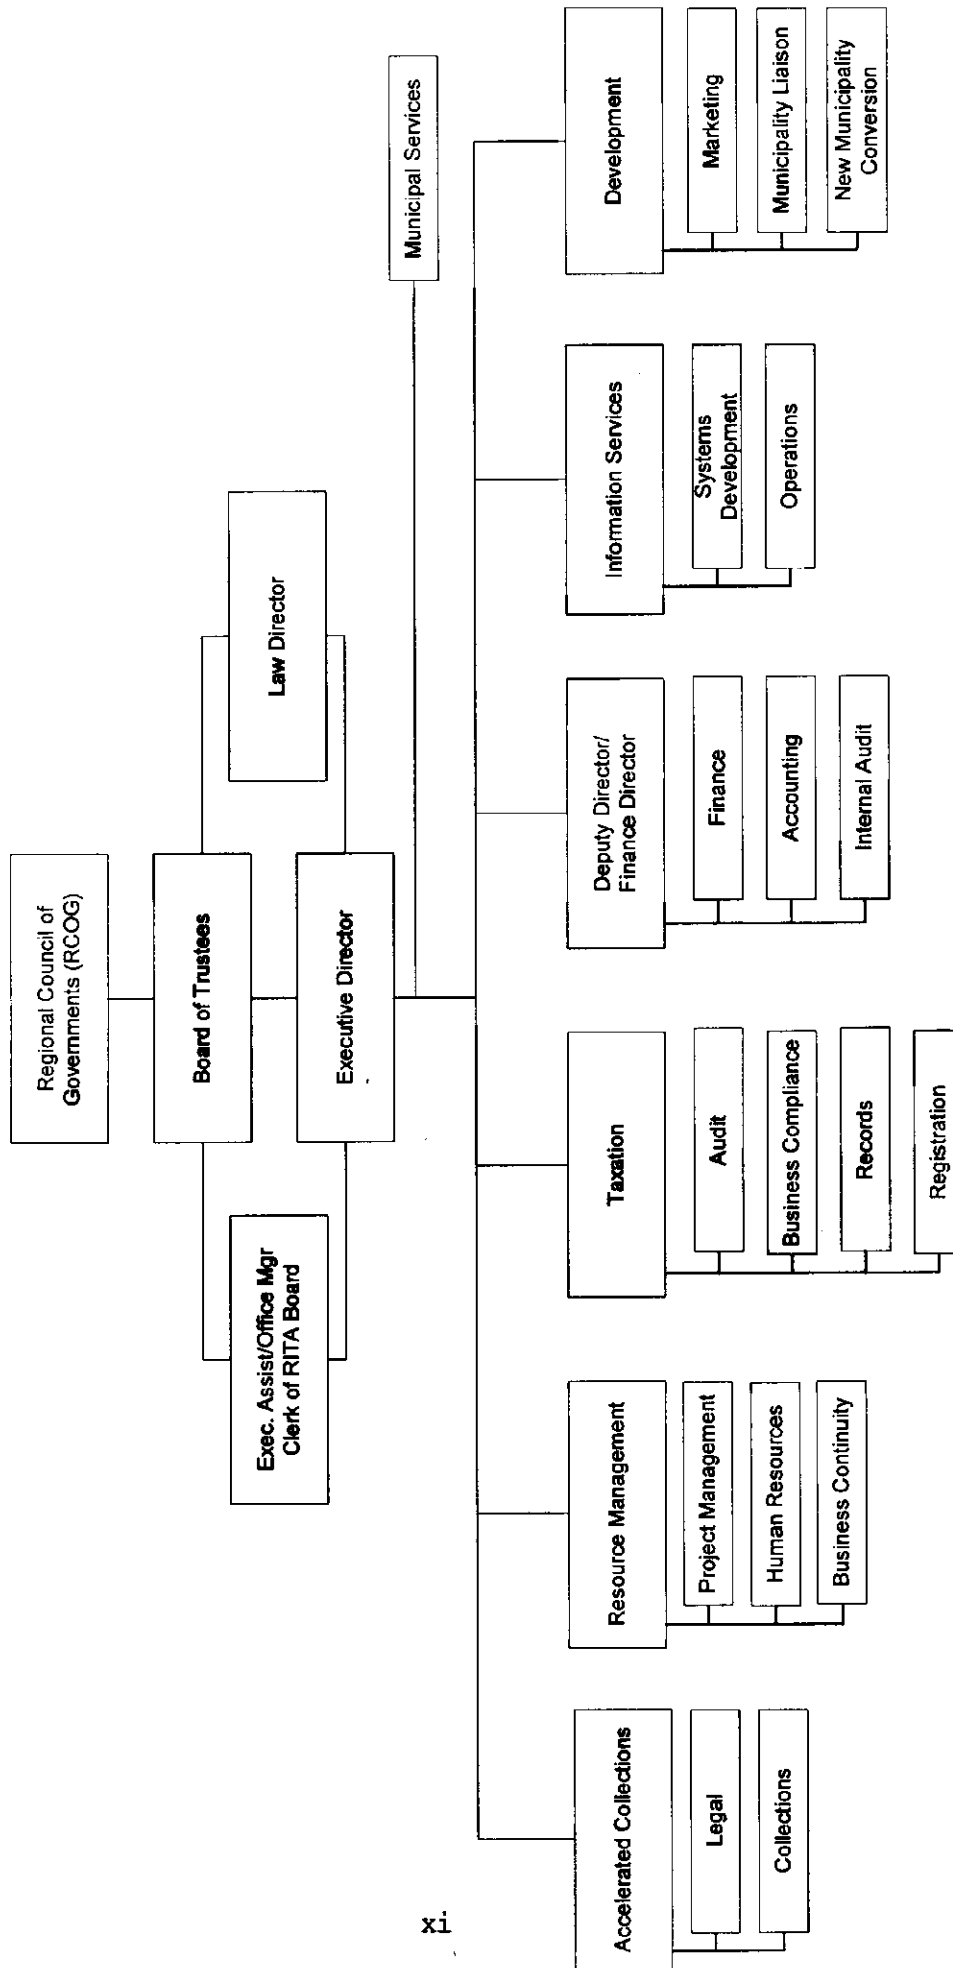 Regional Council of
Governments (RCOG)
Board of Trustees
Exec. Assist/Office Mgr
Clerk of RITA Board
Law Director
Executive Director
Municipal Services
Accelerated Collections
Legal
Collections
Resource Management
Project Management
Human Resources
Business Continuity
Taxation
Audit
Business Compliance
Records
Registration
Deputy Director/
Finance Director
Finance
Accounting
Internal Audit
Information Services
Systems
Development
Operations
Development
Marketing
Municipality Liaison
New Municipality
Conversion
xi